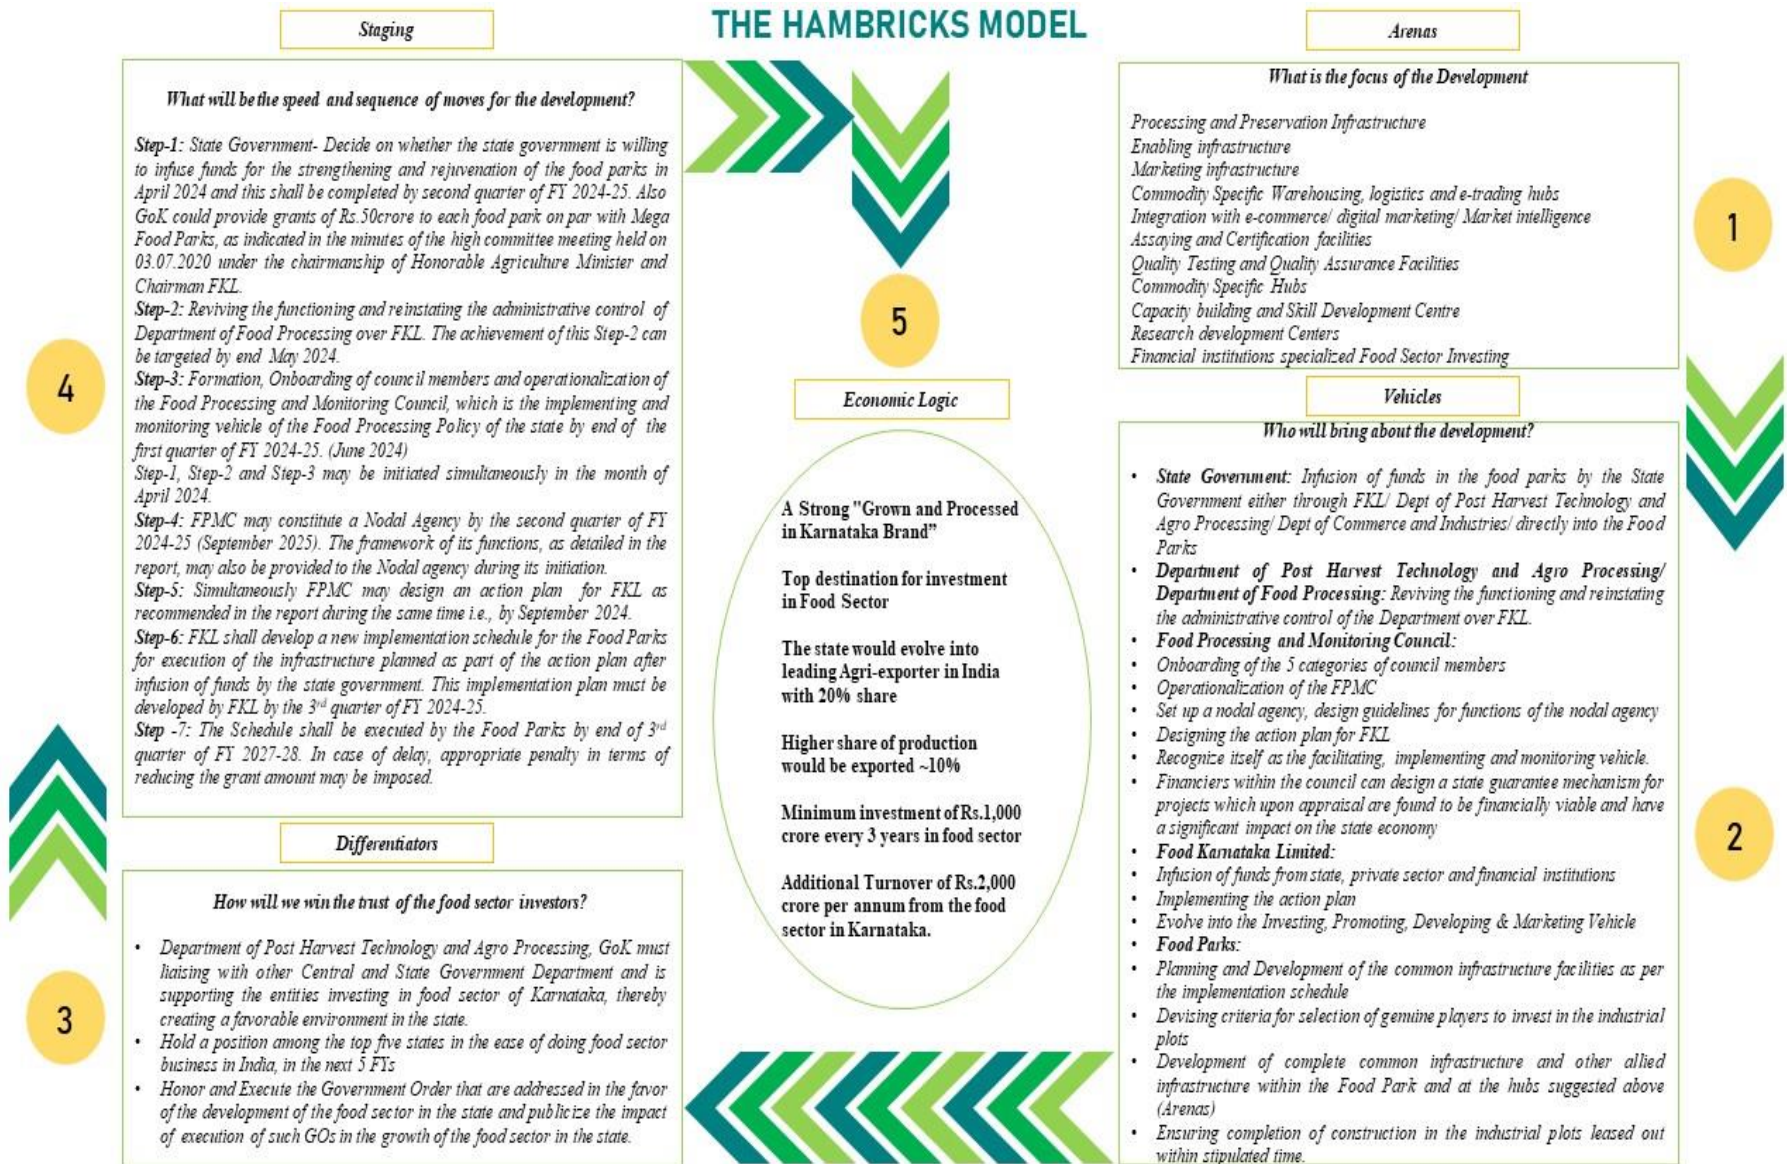 THE HAMBRICKS MODEL
Arenas
What is the focus of the Development
Processing and Preservation Infrastructure
Enabling infrastructure
Marketing infrastructure
Commodity Specific Warehousing, logistics and e-trading hubs
Integration with e-commerce/ digital marketing/ Market intelligence
Assaying and Certification facilities
Quality Testing and Quality Assurance Facilities
Commodity Specific Hubs
Capacity building and Skill Development Centre
Research development Centers
Financial institutions specialized Food Sector Investing
1
Vehicles
Who will bring about the development?
• State Government: Infusion of funds in the food parks by the State
Government either through FKL/ Dept of Post Harvest Technology and
Agro Processing/ Dept of Commerce and Industries/ directly into the Food
Parks
• Department of Post Harvest Technology and Agro Processing/
Department of Food Processing: Reviving the functioning and reinstating
the administrative control of the Department over FKL.
• Food Processing and Monitoring Council:
• Onboarding of the 5 categories of council members
• Operationalization of the FPMC
• Set up a nodal agency, design guidelines for functions of the nodal agency
• Designing the action plan for FKL
• Recognize itself as the facilitating, implementing and monitoring vehicle.
• Financiers within the council can design a state guarantee mechanism for
projects which upon appraisal are found to be financially viable and have
a significant impact on the state economy
• Food Karnataka Limited:
• Infusion of funds from state, private sector and financial institutions
• Implementing the action plan
• Evolve into the Investing, Promoting, Developing & Marketing Vehicle
• Food Parks:
• Planning and Development of the common infrastructure facilities as per
the implementation schedule
• Devising criteria for selection of genuine players to invest in the industrial
plots
• Development of complete common infrastructure and other allied
infrastructure within the Food Park and at the hubs suggested above
(Arenas)
• Ensuring completion of construction in the industrial plots leased out
within stipulated time.
2
Differentiators
How will we win the trust of the food sector investors?
• Department of Post Harvest Technology and Agro Processing, GoK must
liaising with other Central and State Government Department and is
supporting the entities investing in food sector of Karnataka, thereby
creating a favorable environment in the state.
• Hold a position among the top five states in the ease of doing food sector
business in India, in the next 5 FYs
• Honor and Execute the Government Order that are addressed in the favor
of the development of the food sector in the state and publicize the impact
of execution of such GOs in the growth of the food sector in the state.
3
Staging
What will be the speed and sequence of moves for the development?
Step-1: State Government- Decide on whether the state government is willing
to infuse funds for the strengthening and rejuvenation of the food parks in
April 2024 and this shall be completed by second quarter of FY 2024-25. Also
GoK could provide grants of Rs.50crore to each food park on par with Mega
Food Parks, as indicated in the minutes of the high committee meeting held on
03.07.2020 under the chairmanship of Honorable Agriculture Minister and
Chairman FKL.
Step-2: Reviving the functioning and reinstating the administrative control of
Department of Food Processing over FKL. The achievement of this Step-2 can
be targeted by end May 2024.
Step-3: Formation, Onboarding of council members and operationalization of
the Food Processing and Monitoring Council, which is the implementing and
monitoring vehicle of the Food Processing Policy of the state by end of the
first quarter of FY 2024-25. (June 2024)
Step-1, Step-2 and Step-3 may be initiated simultaneously in the month of
April 2024.
Step-4: FPMC may constitute a Nodal Agency by the second quarter of FY
2024-25 (September 2025). The framework of its functions, as detailed in the
report, may also be provided to the Nodal agency during its initiation.
Step-5: Simultaneously FPMC may design an action plan for FKL as
recommended in the report during the same time i.e., by September 2024.
Step-6: FKL shall develop a new implementation schedule for the Food Parks
for execution of the infrastructure planned as part of the action plan after
infusion of funds by the state government. This implementation plan must be
developed by FKL by the 3rd quarter of FY 2024-25.
Step -7: The Schedule shall be executed by the Food Parks by end of 3rd
quarter of FY 2027-28. In case of delay, appropriate penalty in terms of
reducing the grant amount may be imposed.
4
5
Economic Logic
A Strong "Grown and Processed
in Karnataka Brand”
Top destination for investment
in Food Sector
The state would evolve into
leading Agri-exporter in India
with 20% share
Higher share of production
would be exported ~10%
Minimum investment of Rs.1,000
crore every 3 years in food sector
Additional Turnover of Rs.2,000
crore per annum from the food
sector in Karnataka.